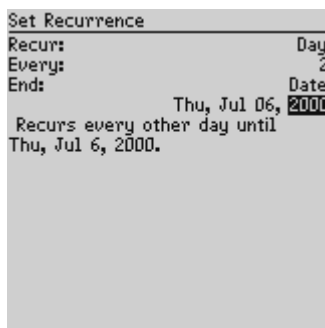 Set Recurrence
Recur: Day
Every: 2
End: Date
Thu, Jul 06, 2000
Recurs every other day until
Thu, Jul 6, 2000.